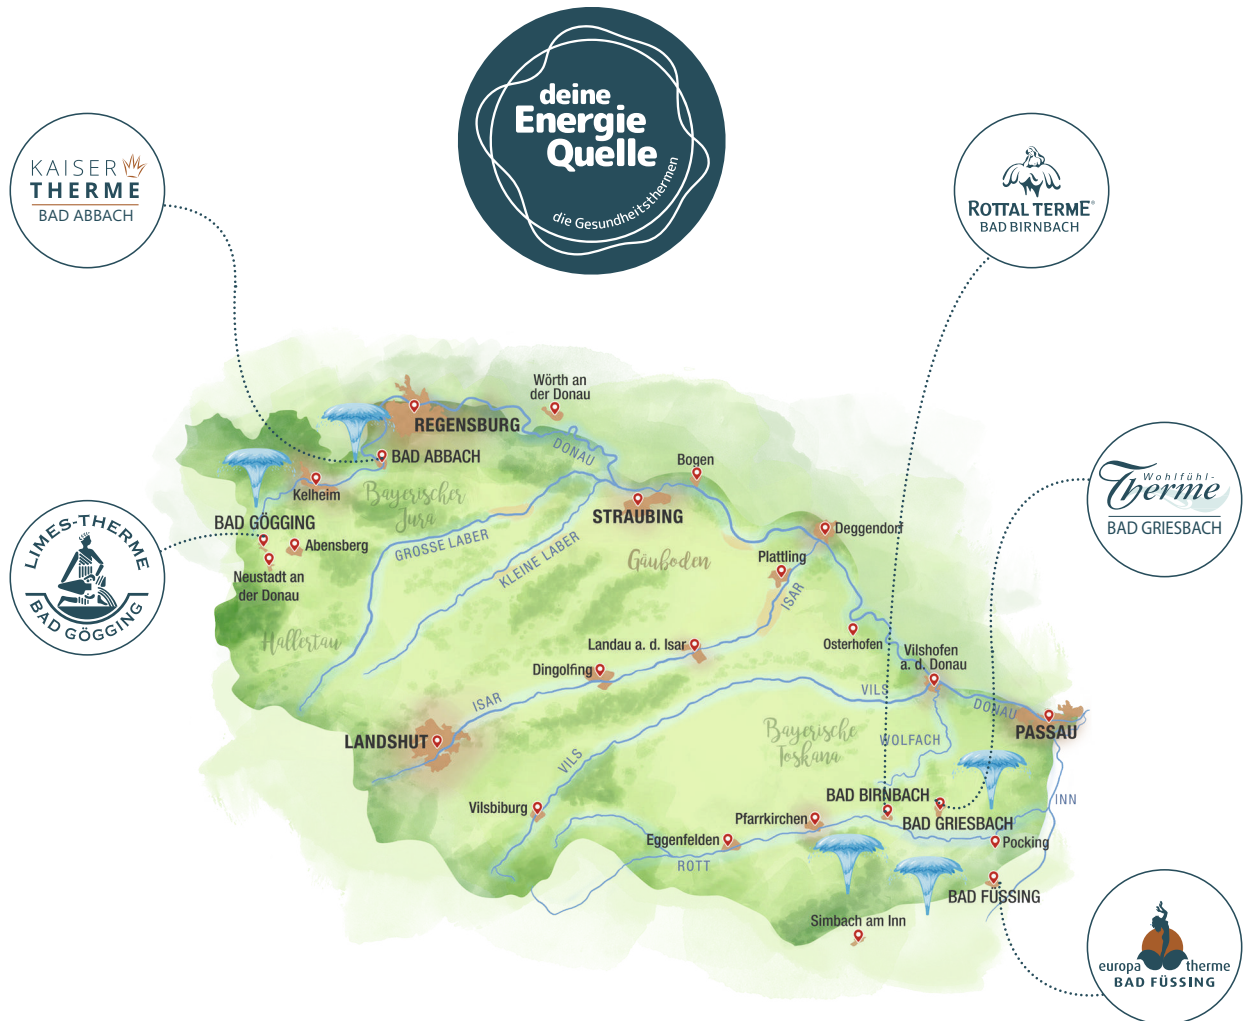 deine
Energie
Quelle
die Gesundheitsthermen
KAISER
THERME
BAD ABBACH
ROTTAL TERME®
BAD BIRNBACH
Wohlfühl-
Therme
BAD GRIESBACH
LIMES-THERME
BAD GÖGGING
europa therme
BAD FÜSSING
Wörth an
der Donau
REGENSBURG
DONAU
BAD ABBACH
Bogen
Kelheim
Bayerischer
Jura
STRAUBING
BAD GÖGGING
Abensberg
GROSSE LABER
KLEINE LABER
Gäuboden
Deggendorf
Plattling
ISAR
Neustadt an
der Donau
Hallertau
Landau a. d. Isar
Osterhofen
Vilshofen
a. d. Donau
Dingolfing
ISAR
VILS
DONAU
LANDSHUT
Bayerische
Toskana
WOLFACH
PASSAU
VILS
BAD BIRNBACH
INN
Vilsbiburg
Pfarrkirchen
BAD GRIESBACH
Eggenfelden
Pocking
ROTT
BAD FÜSSING
Simbach am Inn